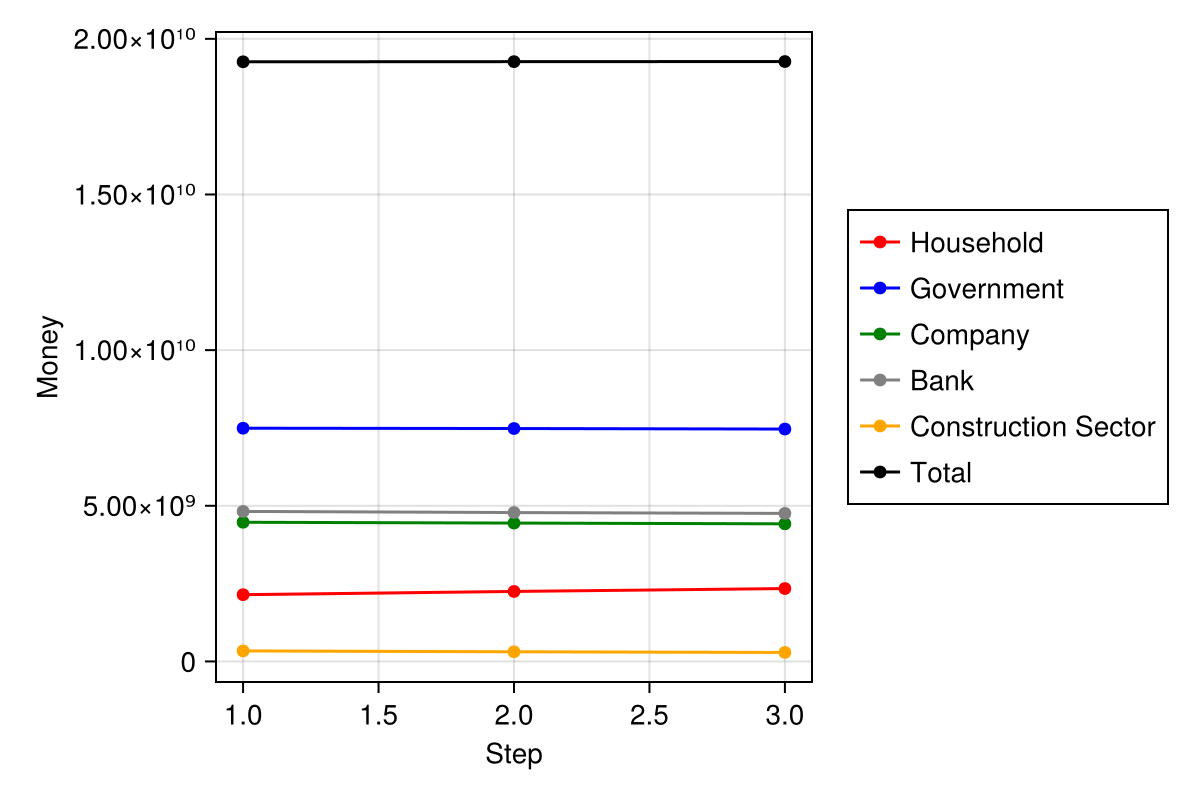 2.00×10¹⁰
1.50×10¹⁰
1.00×10¹⁰
5.00×10⁹
0
Money
1.0 1.5 2.0 2.5 3.0
Step
Household
Government
Company
Bank
Construction Sector
Total